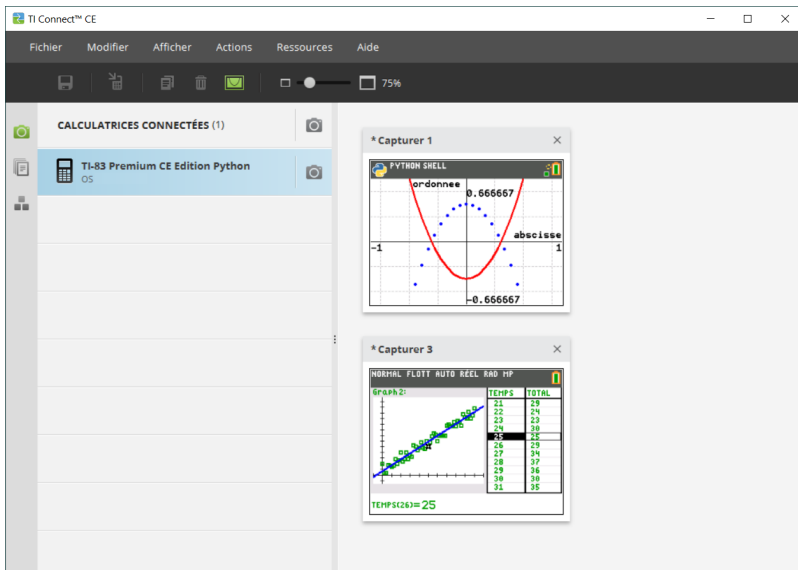 TI Connect™ CE
Fichier Modifier Afficher Actions Ressources Aide
75%
CALCULATRICES CONNECTÉES (1)
TI-83 Premium CE Edition Python
OS
*Capturer 1
PYTHON SHELL
ordonnee
0.666667
abscisse
-1 1
-0.666667
*Capturer 3
NORMAL FLOTT AUTO RÉEL RAD MP
Graph2: TEMPS TOTAL
21 29
22 24
23 23
24 30
25 25
26 29
27 34
28 37
29 36
30 30
31 35
TEMPS(26)=25